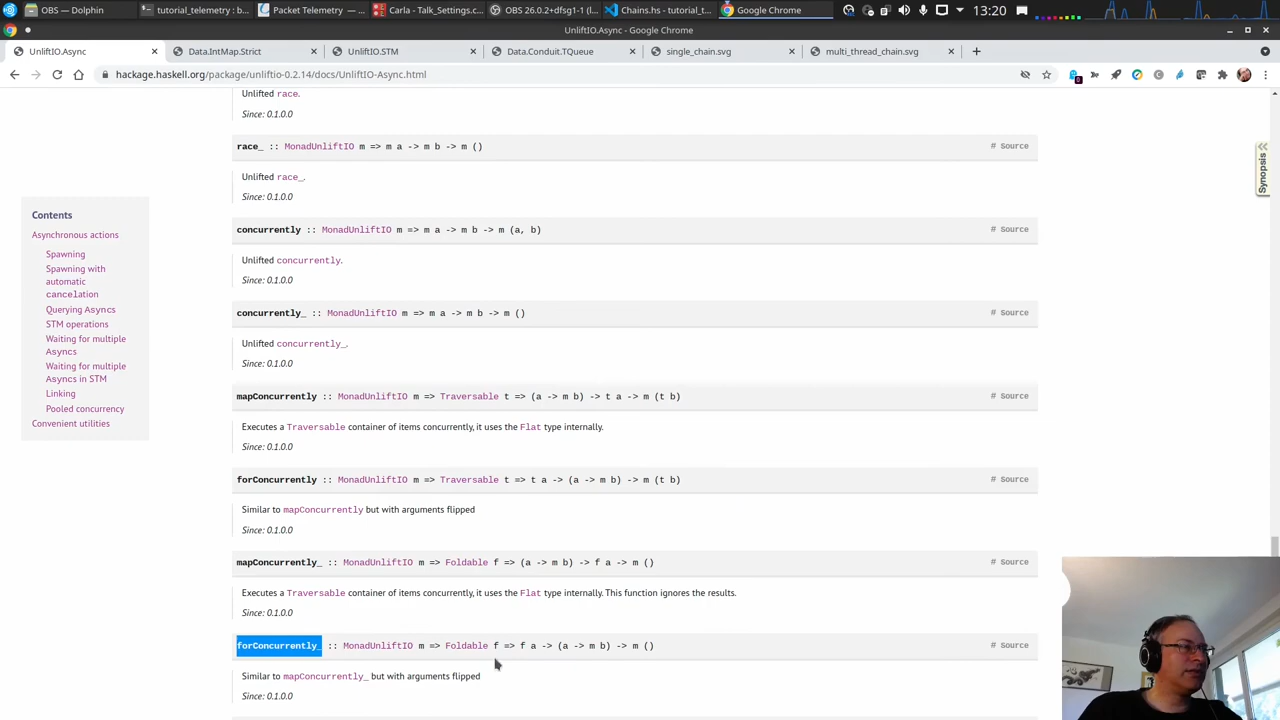 OBS — Dolphin
tutorial_telemetry : b...
Packet Telemetry — ...
Carla - Talk_Settings.c...
OBS 26.0.2+dfsg1-1 (l...
Chains.hs - tutorial_t...
Google Chrome
13:20
UnliftIO.Async - Google Chrome
UnliftIO.Async
Data.IntMap.Strict
UnliftIO.STM
Data.Conduit.TQueue
single_chain.svg
multi_thread_chain.svg
hackage.haskell.org/package/unliftio-0.2.14/docs/UnliftIO-Async.html
Unlifted race.
Since: 0.1.0.0
race_ :: MonadUnliftIO m => m a -> m b -> m ()
# Source
Unlifted race_.
Since: 0.1.0.0
Synopsis
Contents
Asynchronous actions
Spawning
Spawning with
automatic
cancelation
Querying Asyncs
STM operations
Waiting for multiple
Asyncs
Waiting for multiple
Asyncs in STM
Linking
Pooled concurrency
Convenient utilities
concurrently :: MonadUnliftIO m => m a -> m b -> m (a, b)
# Source
Unlifted concurrently.
Since: 0.1.0.0
concurrently_ :: MonadUnliftIO m => m a -> m b -> m ()
# Source
Unlifted concurrently_.
Since: 0.1.0.0
mapConcurrently :: MonadUnliftIO m => Traversable t => (a -> m b) -> t a -> m (t b)
# Source
Executes a Traversable container of items concurrently, it uses the Flat type internally.
Since: 0.1.0.0
forConcurrently :: MonadUnliftIO m => Traversable t => t a -> (a -> m b) -> m (t b)
# Source
Similar to mapConcurrently but with arguments flipped
Since: 0.1.0.0
mapConcurrently_ :: MonadUnliftIO m => Foldable f => (a -> m b) -> f a -> m ()
# Source
Executes a Traversable container of items concurrently, it uses the Flat type internally. This function ignores the results.
Since: 0.1.0.0
forConcurrently_ :: MonadUnliftIO m => Foldable f => f a -> (a -> m b) -> m ()
# Source
Similar to mapConcurrently_ but with arguments flipped
Since: 0.1.0.0